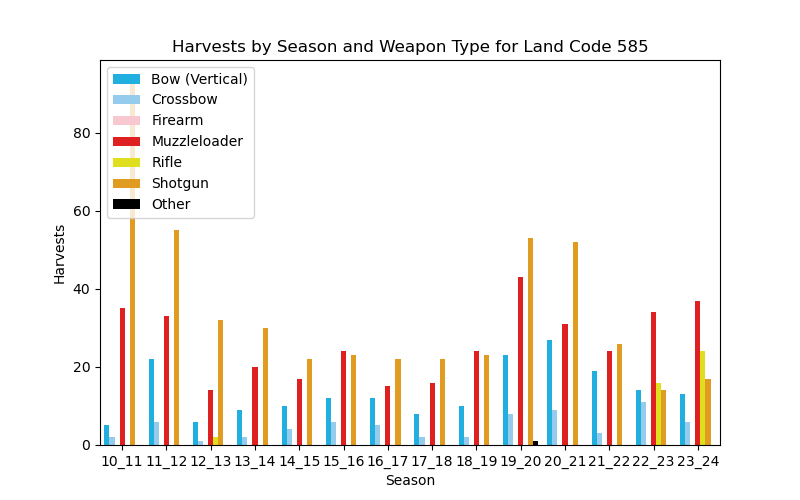 Harvests by Season and Weapon Type for Land Code 585
Bow (Vertical)
Crossbow
Firearm
Muzzleloader
Rifle
Shotgun
Other
Harvests
80
60
40
20
0
10_11 11_12 12_13 13_14 14_15 15_16 16_17 17_18 18_19 19_20 20_21 21_22 22_23 23_24
Season